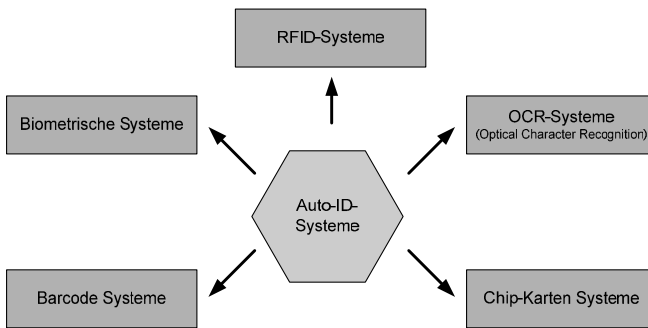 RFID-Systeme
Biometrische Systeme
OCR-Systeme
(Optical Character Recognition)
Auto-ID-
Systeme
Barcode Systeme
Chip-Karten Systeme